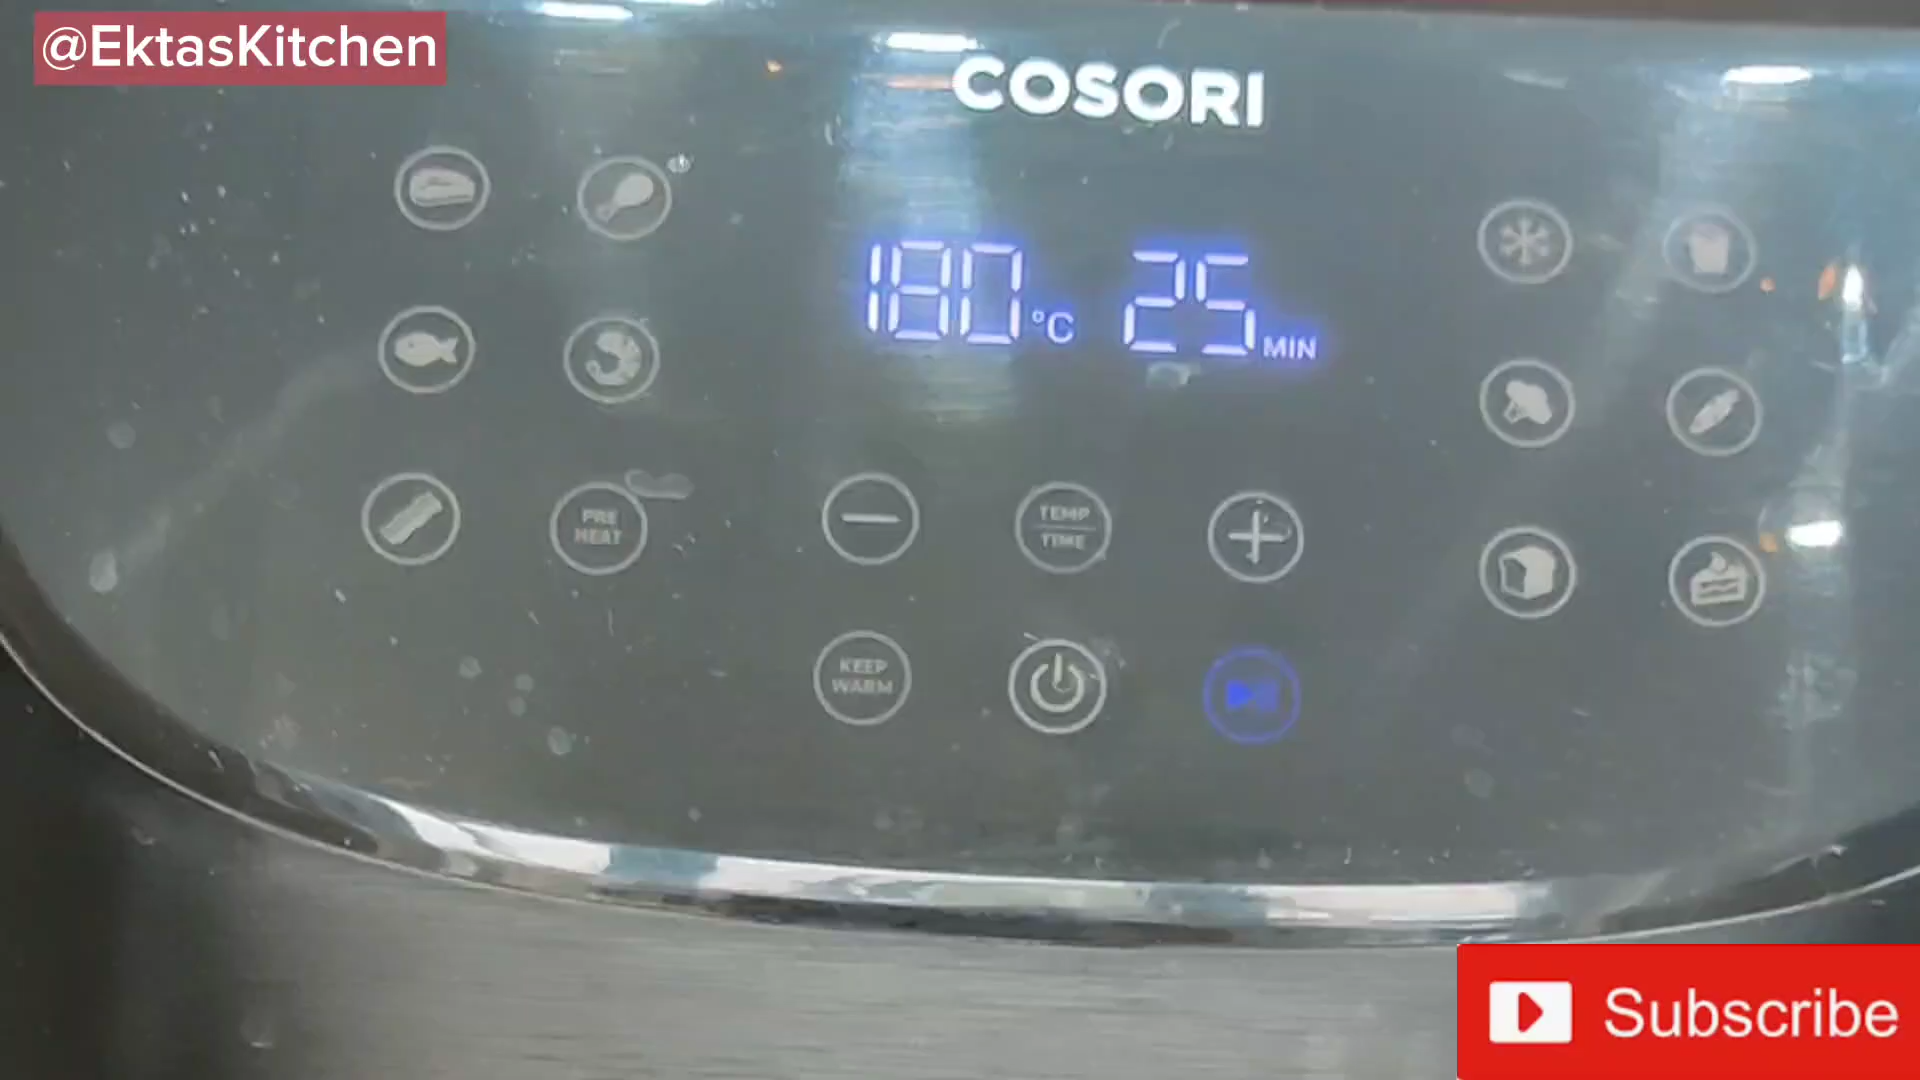 @EktasKitchen
COSORI
180°C 25 MIN
PRE
HEAT
TEMP
TIME
KEEP
WARM
Subscribe